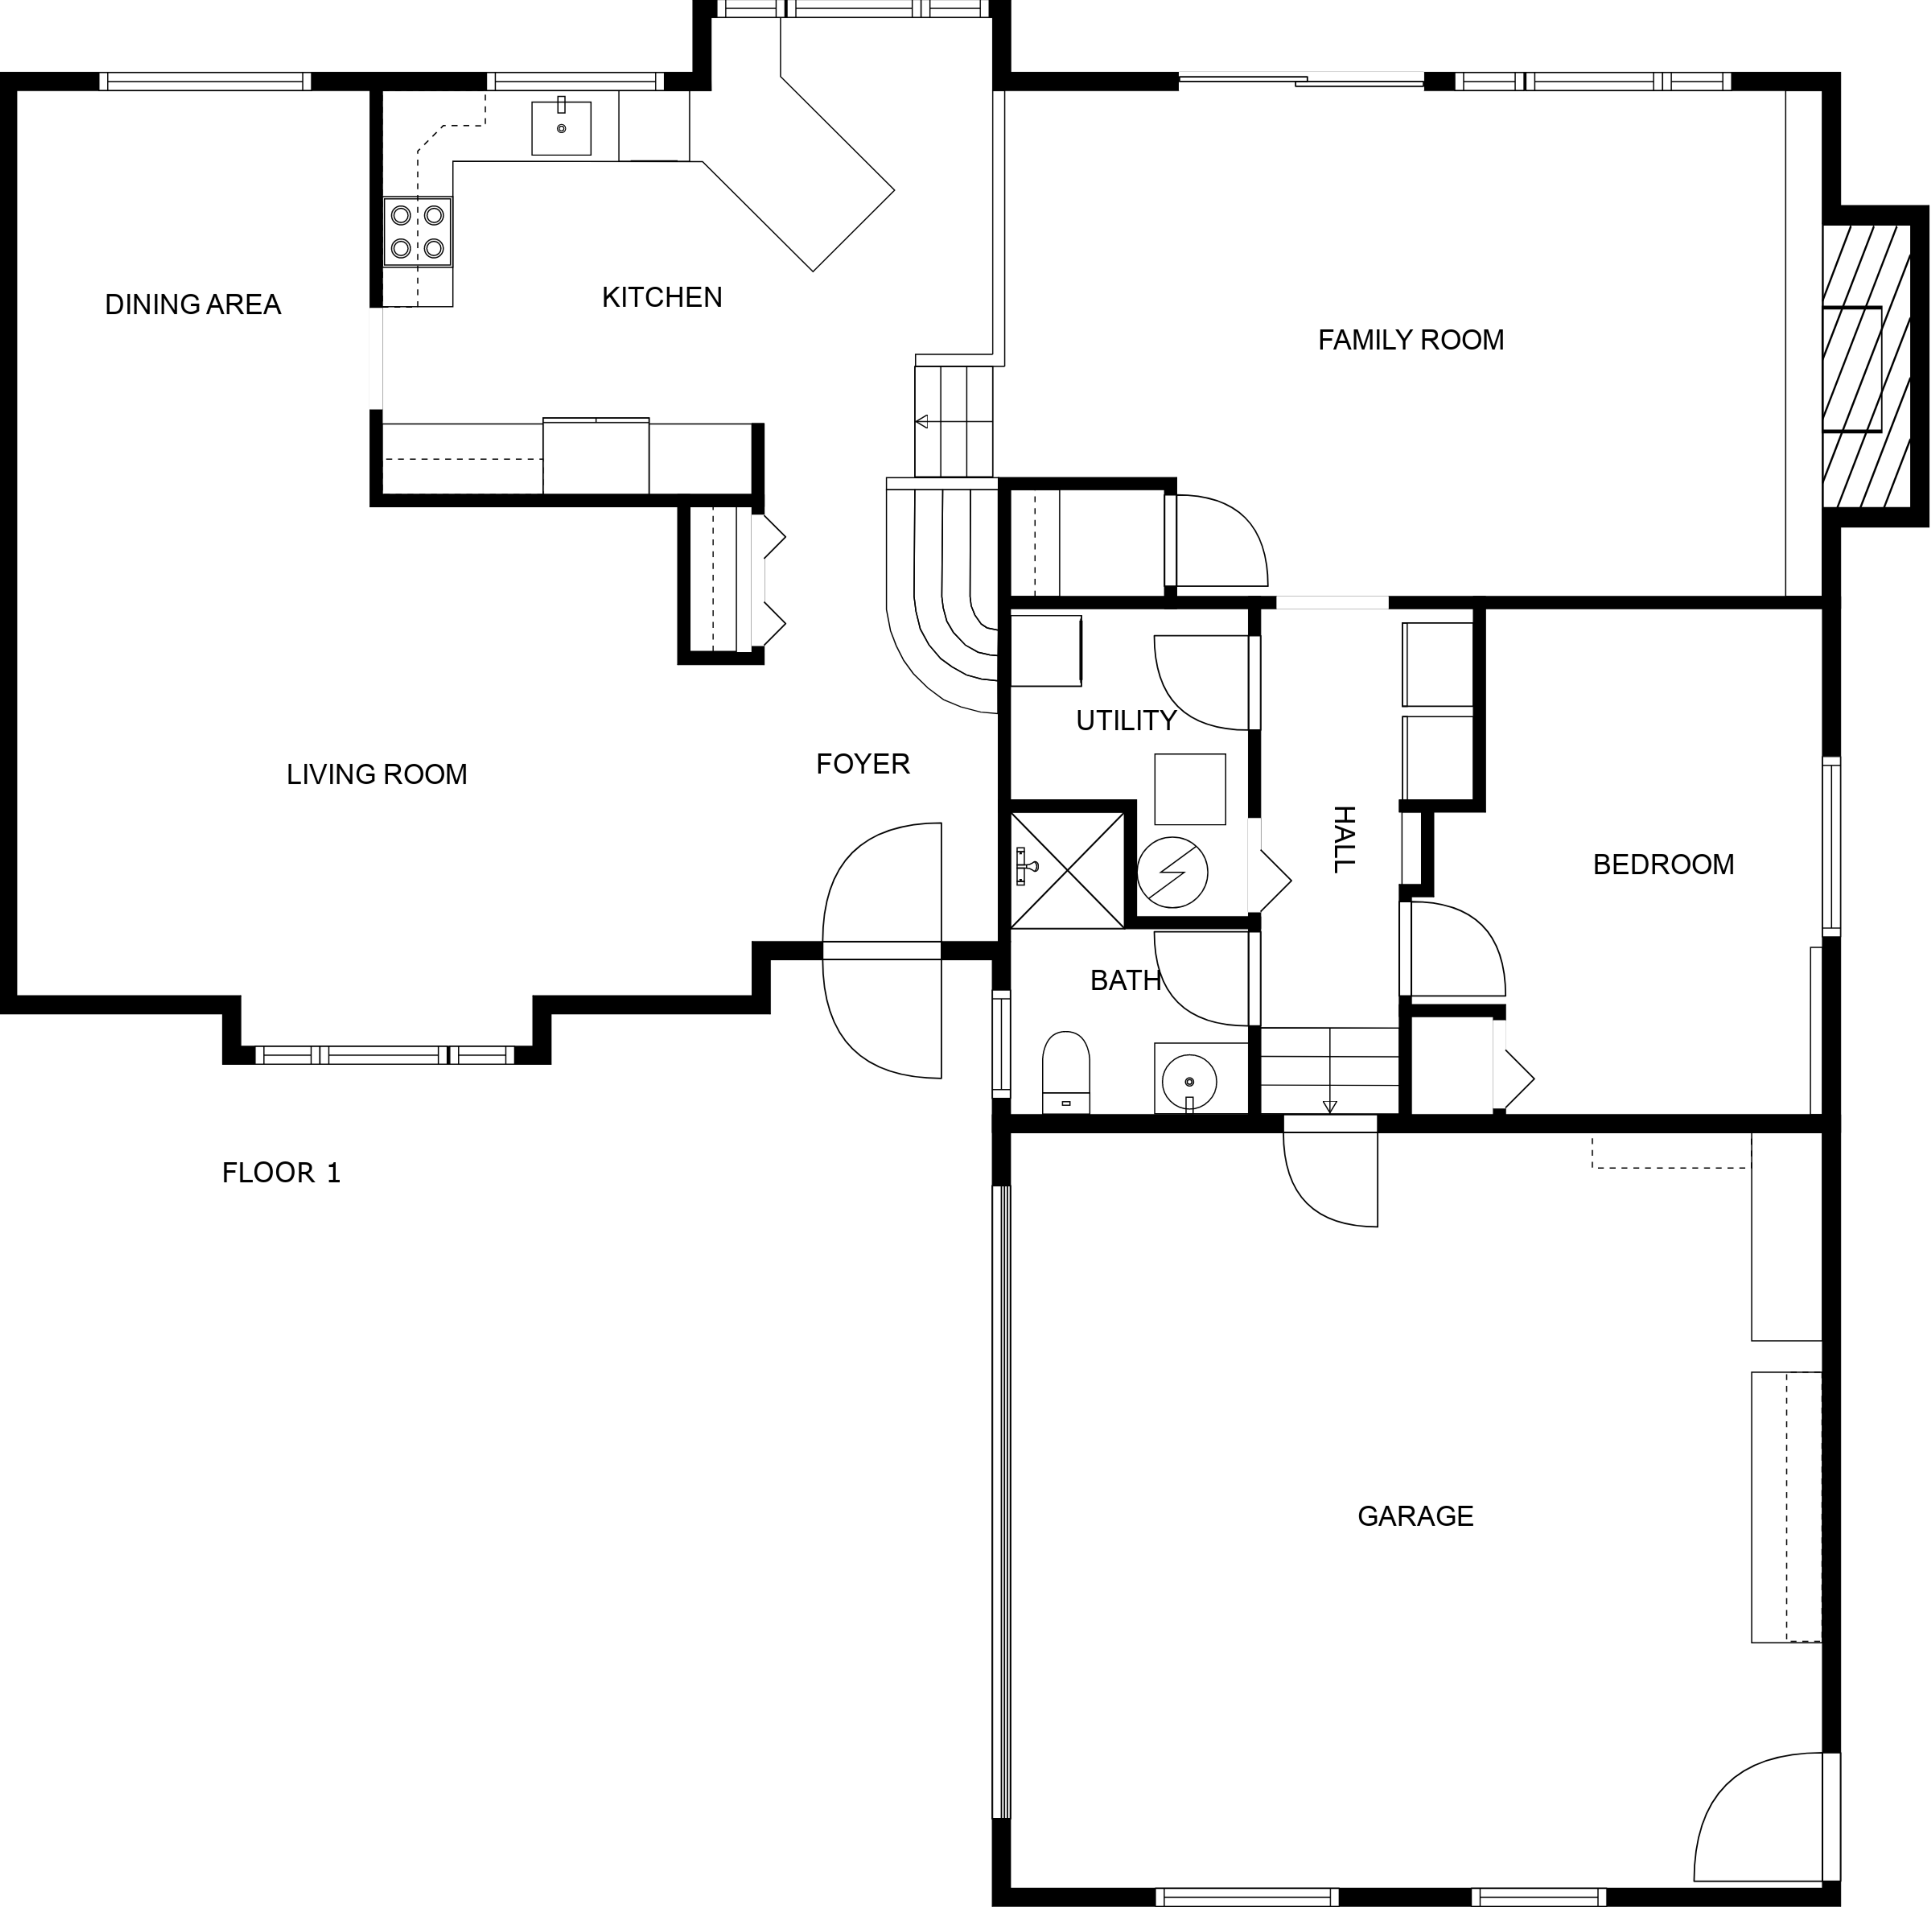 DINING AREA
KITCHEN
FAMILY ROOM
UTILITY
LIVING ROOM
FOYER
HALL
BEDROOM
BATH
FLOOR 1
GARAGE